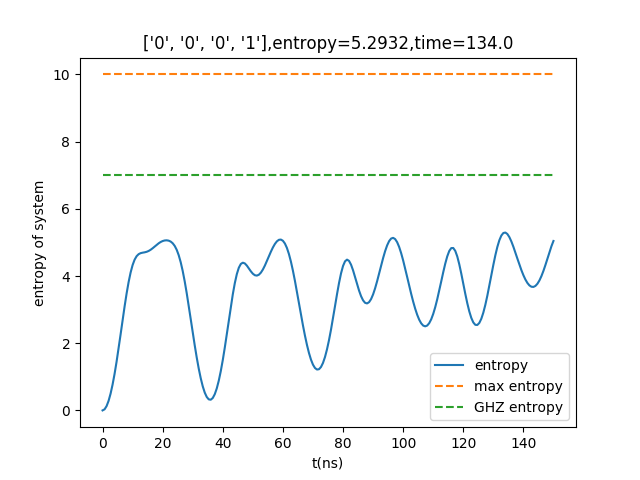 ['0', '0', '0', '1'],entropy=5.2932,time=134.0
entropy of system
10
8
6
4
2
0
0 20 40 60 80 100 120 140
t(ns)
entropy
max entropy
GHZ entropy